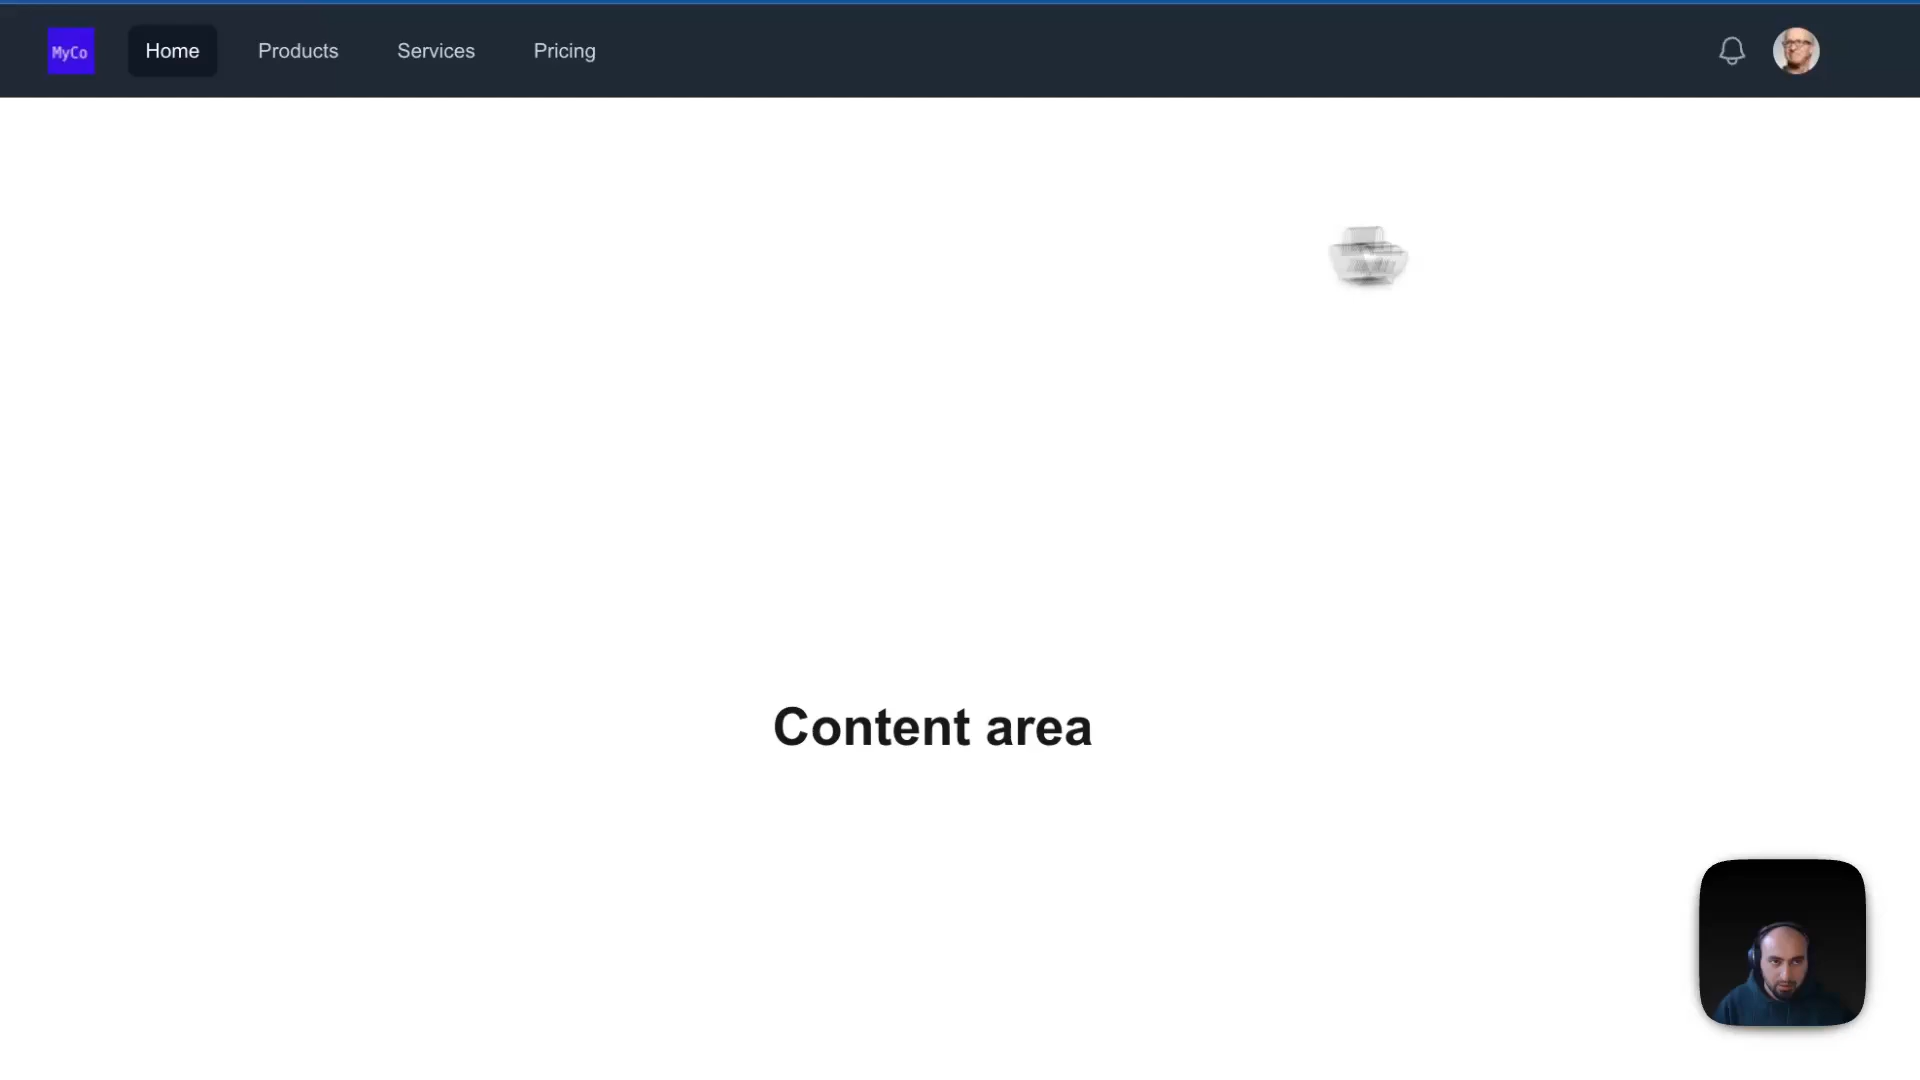 MyCo
Home
Products
Services
Pricing
Content area